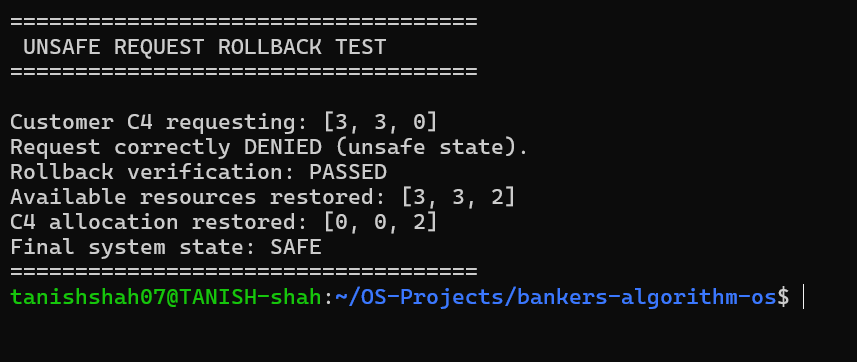 ====================================
UNSAFE REQUEST ROLLBACK TEST
====================================
Customer C4 requesting: [3, 3, 0]
Request correctly DENIED (unsafe state).
Rollback verification: PASSED
Available resources restored: [3, 3, 2]
C4 allocation restored: [0, 0, 2]
Final system state: SAFE
====================================
tanishshah07@TANISH-shah:~/OS-Projects/bankers-algorithm-os$